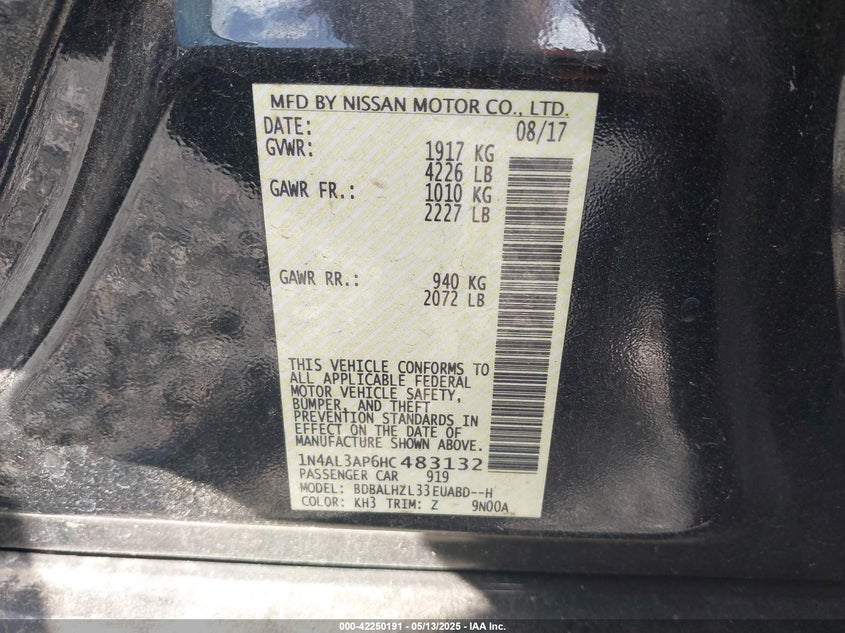 MFD BY NISSAN MOTOR CO., LTD.
DATE: 08/17
GVWR: 1917 KG
4226 LB
GAWR FR.: 1010 KG
2227 LB
GAWR RR.: 940 KG
2072 LB
THIS VEHICLE CONFORMS TO
ALL APPLICABLE FEDERAL
MOTOR VEHICLE SAFETY,
BUMPER, AND THEFT
PREVENTION STANDARDS IN
EFFECT ON THE DATE OF
MANUFACTURE SHOWN ABOVE.
1N4AL3AP6HC483132
PASSENGER CAR 919
MODEL: BDBALHZL33EUABD--H
COLOR: KH3 TRIM: Z 9N00A
000-42250191 - 05/13/2025 - IAA Inc.